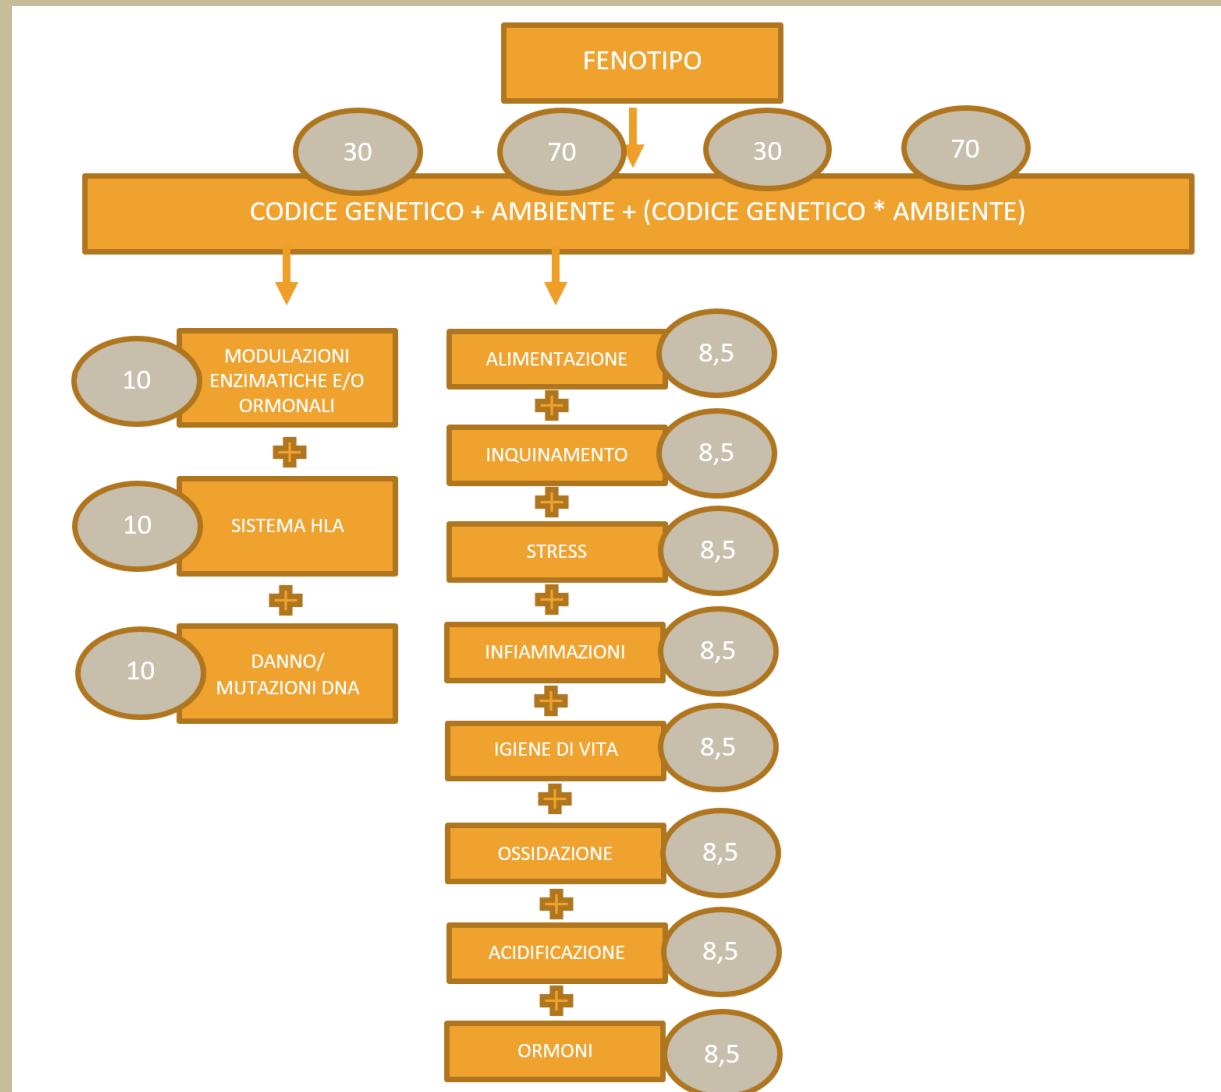 FENOTIPO
30
70
30
70
CODICE GENETICO + AMBIENTE + (CODICE GENETICO * AMBIENTE)
10
MODULAZIONI
ENZIMATICHE E/O
ORMONALI
10
SISTEMA HLA
10
DANNO/
MUTAZIONI DNA
ALIMENTAZIONE
8,5
INQUINAMENTO
8,5
STRESS
8,5
INFIAMMAZIONI
8,5
IGIENE DI VITA
8,5
OSSIDAZIONE
8,5
ACIDIFICAZIONE
8,5
ORMONI
8,5